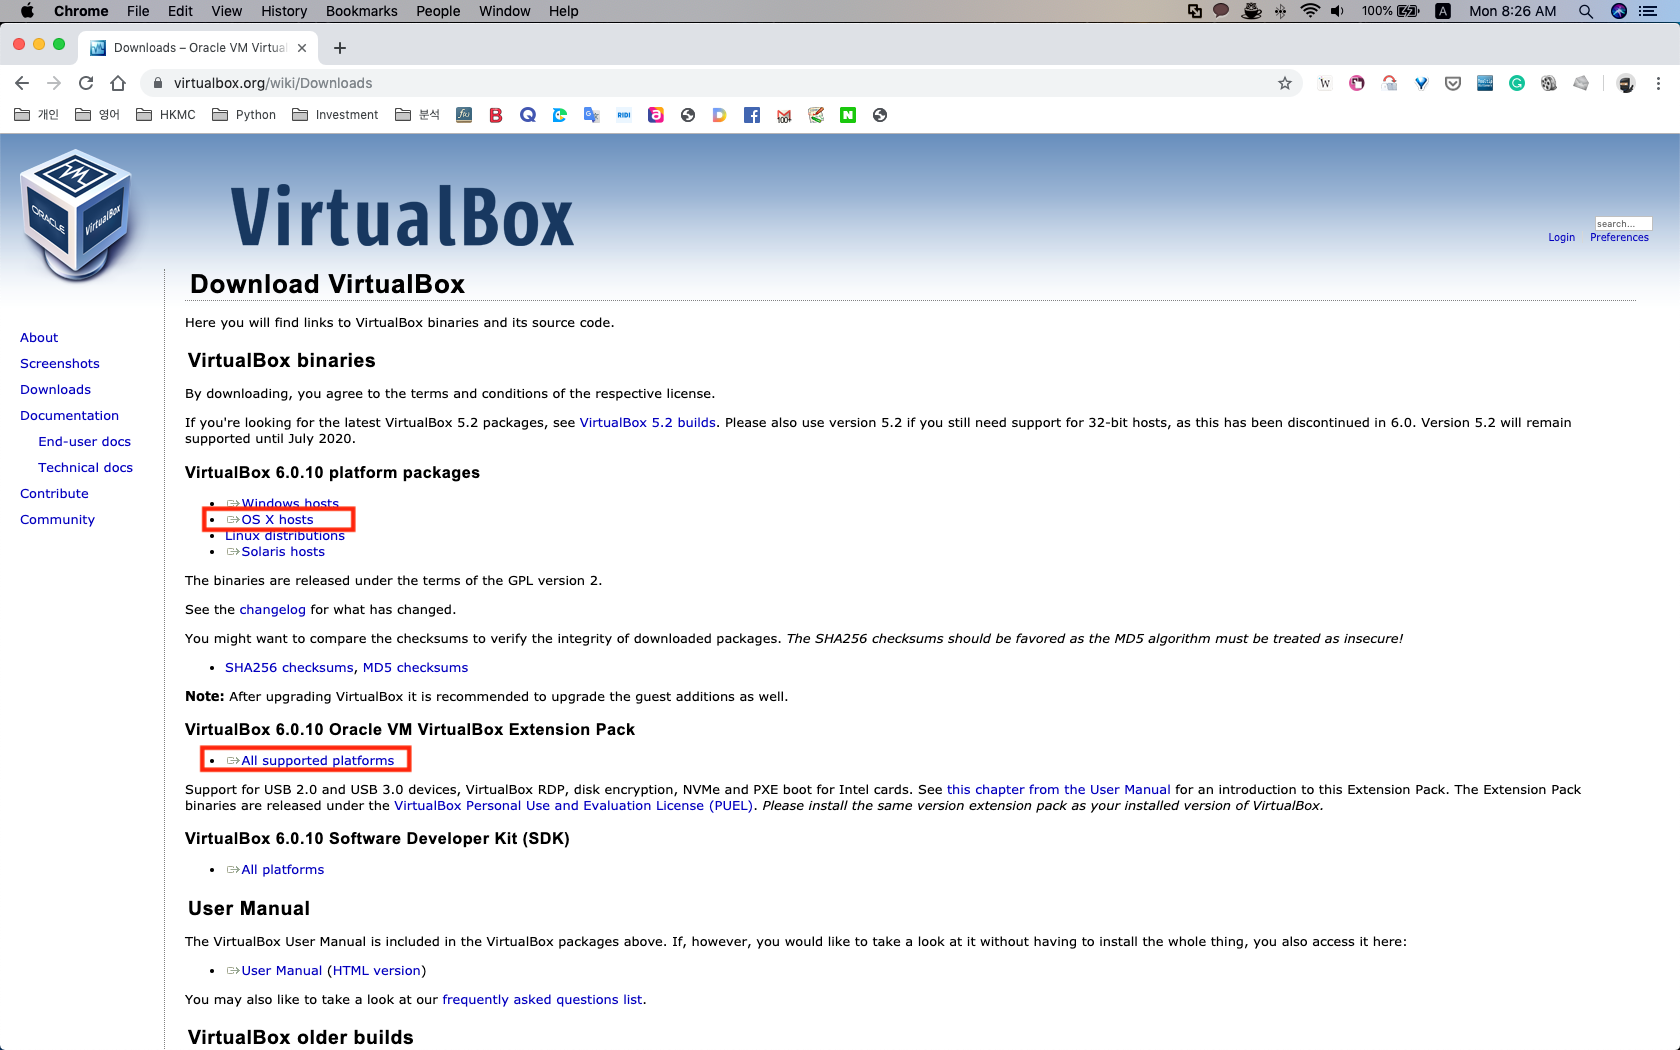 Chrome File Edit View History Bookmarks People Window Help 100% A Mon 8:26 AM
Downloads – Oracle VM Virtual
virtualbox.org/wiki/Downloads
개인 영어 HKMC Python Investment 분석
VirtualBox
ORACLE VirtualBox
search...
Login Preferences
Download VirtualBox
Here you will find links to VirtualBox binaries and its source code.
About
Screenshots
Downloads
Documentation
End-user docs
Technical docs
Contribute
Community
VirtualBox binaries
By downloading, you agree to the terms and conditions of the respective license.
If you're looking for the latest VirtualBox 5.2 packages, see VirtualBox 5.2 builds. Please also use version 5.2 if you still need support for 32-bit hosts, as this has been discontinued in 6.0. Version 5.2 will remain
supported until July 2020.
VirtualBox 6.0.10 platform packages
Windows hosts
OS X hosts
Linux distributions
Solaris hosts
The binaries are released under the terms of the GPL version 2.
See the changelog for what has changed.
You might want to compare the checksums to verify the integrity of downloaded packages. The SHA256 checksums should be favored as the MD5 algorithm must be treated as insecure!
SHA256 checksums, MD5 checksums
Note: After upgrading VirtualBox it is recommended to upgrade the guest additions as well.
VirtualBox 6.0.10 Oracle VM VirtualBox Extension Pack
All supported platforms
Support for USB 2.0 and USB 3.0 devices, VirtualBox RDP, disk encryption, NVMe and PXE boot for Intel cards. See this chapter from the User Manual for an introduction to this Extension Pack. The Extension Pack
binaries are released under the VirtualBox Personal Use and Evaluation License (PUEL). Please install the same version extension pack as your installed version of VirtualBox.
VirtualBox 6.0.10 Software Developer Kit (SDK)
All platforms
User Manual
The VirtualBox User Manual is included in the VirtualBox packages above. If, however, you would like to take a look at it without having to install the whole thing, you also access it here:
User Manual (HTML version)
You may also like to take a look at our frequently asked questions list.
VirtualBox older builds